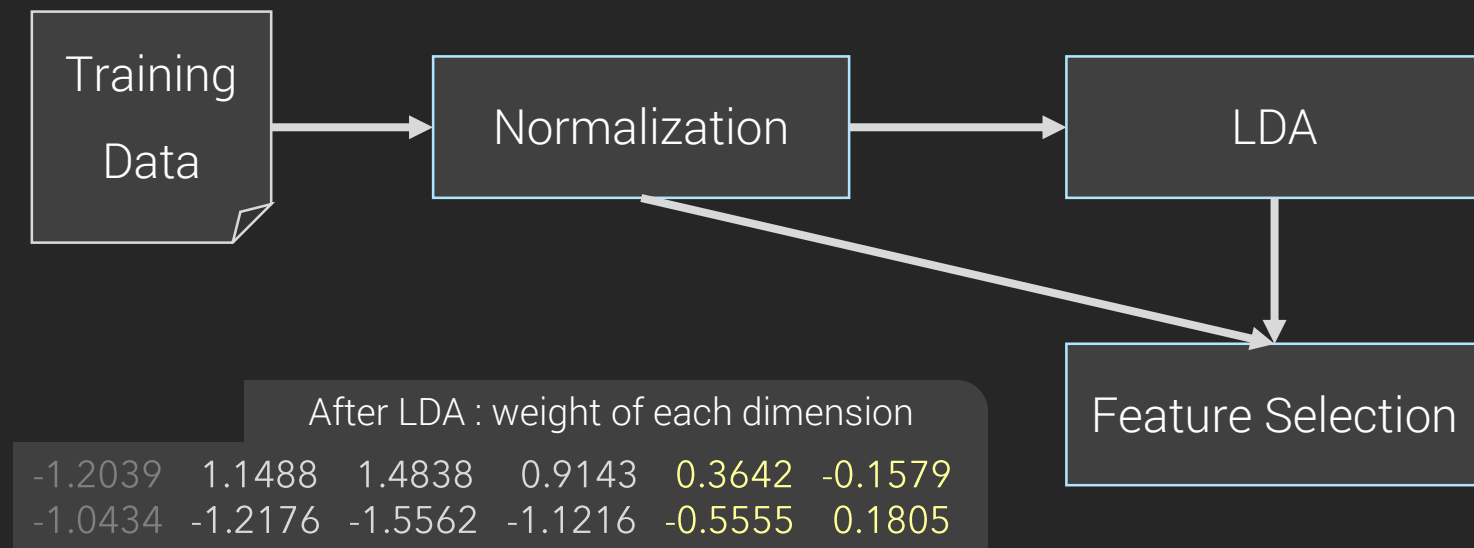 Training
Data
Normalization
LDA
Feature Selection
After LDA : weight of each dimension
-1.2039 1.1488 1.4838 0.9143 0.3642 -0.1579
-1.0434 -1.2176 -1.5562 -1.1216 -0.5555 0.1805